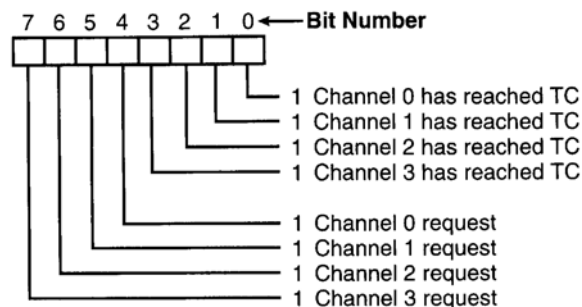 7 6 5 4 3 2 1 0 Bit Number
1 Channel 0 has reached TC
1 Channel 1 has reached TC
1 Channel 2 has reached TC
1 Channel 3 has reached TC
1 Channel 0 request
1 Channel 1 request
1 Channel 2 request
1 Channel 3 request